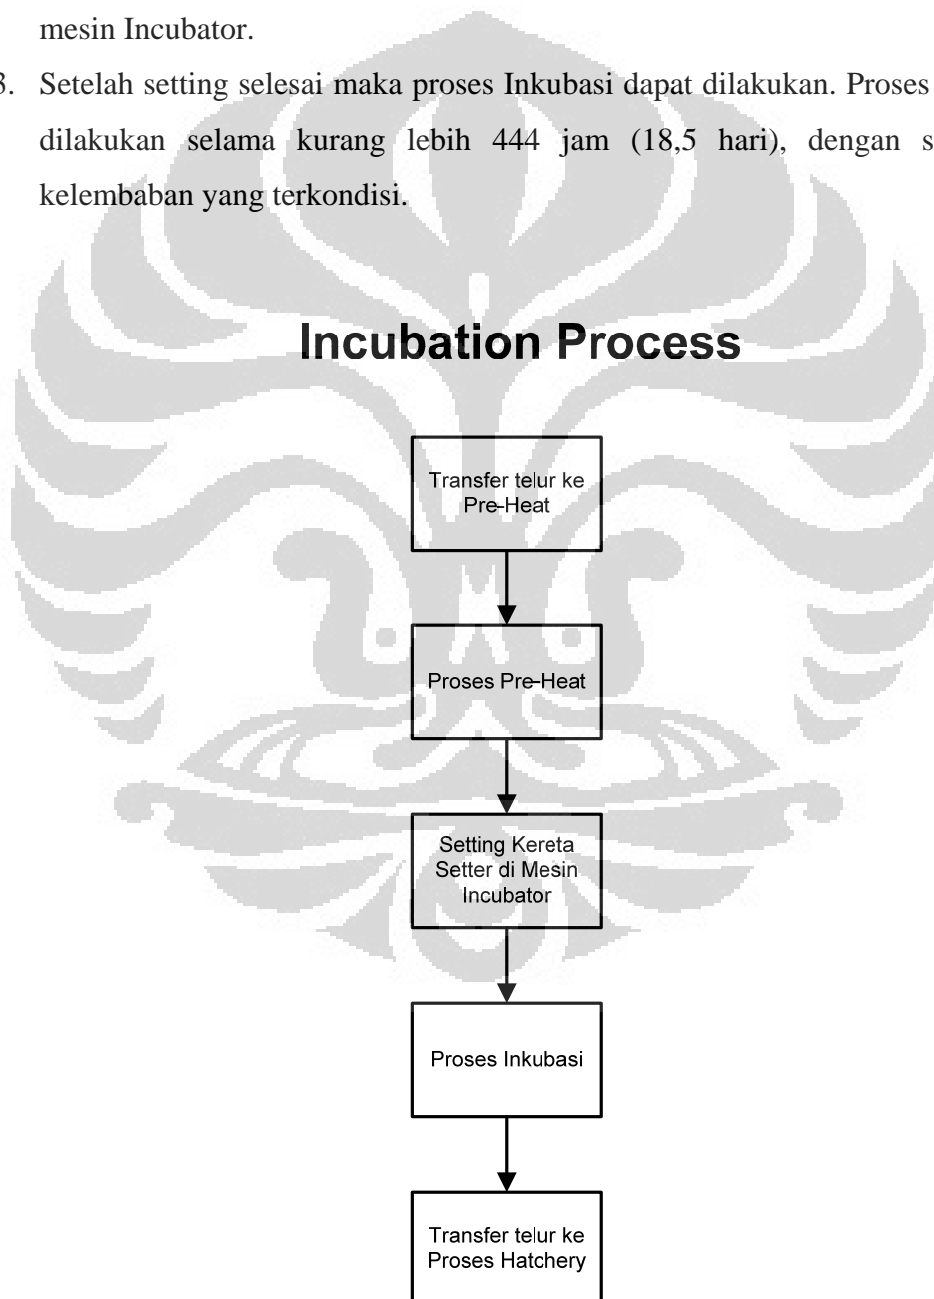 mesin Incubator.
3. Setelah setting selesai maka proses Inkubasi dapat dilakukan. Proses
dilakukan selama kurang lebih 444 jam (18,5 hari), dengan s
kelembaban yang terkondisi.
Incubation Process
Transfer telur ke
Pre-Heat
Proses Pre-Heat
Setting Kereta
Setter di Mesin
Incubator
Proses Inkubasi
Transfer telur ke
Proses Hatchery